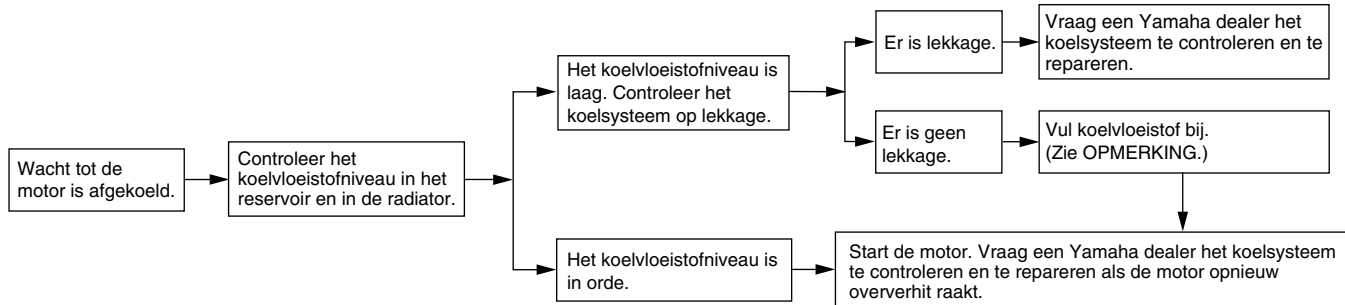 Wacht tot de
motor is afgekoeld.
Controleer het
koelvloeistofniveau in het
reservoir en in de radiator.
Het koelvloeistofniveau is
laag. Controleer het
koelsysteem op lekkage.
Er is lekkage.
Vraag een Yamaha dealer het
koelsysteem te controleren en te
repareren.
Er is geen
lekkage.
Vul koelvloeistof bij.
(Zie OPMERKING.)
Het koelvloeistofniveau is
in orde.
Start de motor. Vraag een Yamaha dealer het koelsysteem
te controleren en te repareren als de motor opnieuw
oververhit raakt.